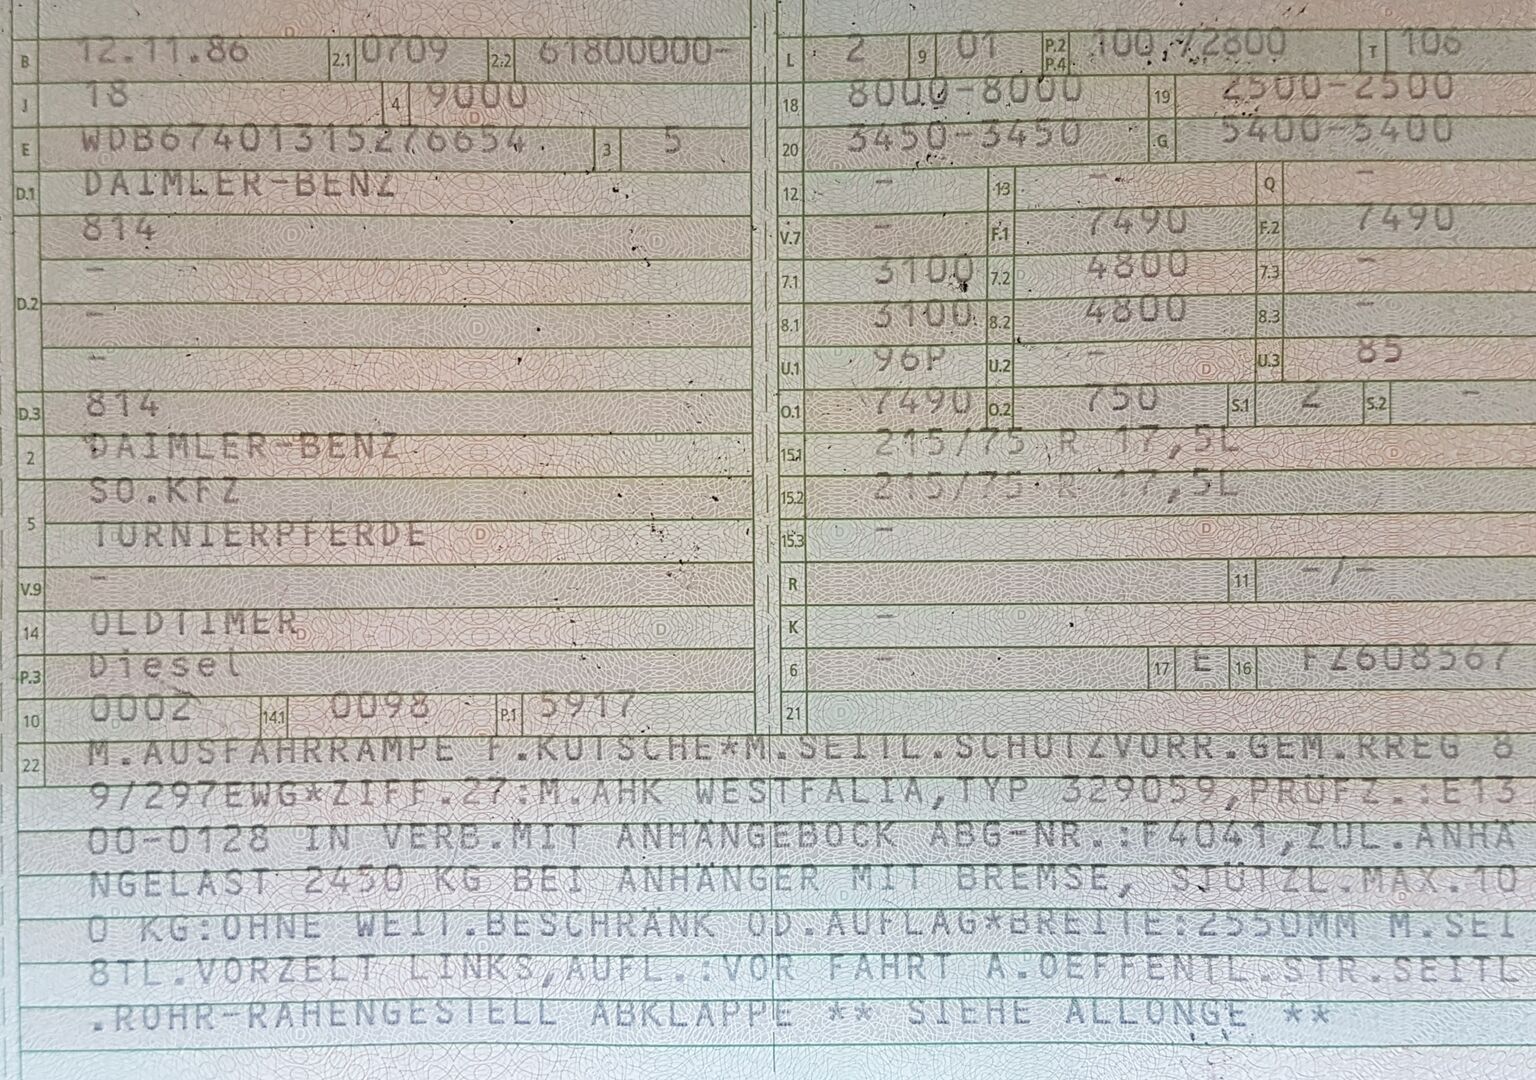 B 12.11.86 2.1 0709 2.2 61800000-
J 18 4 9000
E WDB67401315276654 3 5
D.1 DAIMLER-BENZ
D.2 814
-
-
-
D.3 814
2 DAIMLER-BENZ
5 SO.KFZ
TURNIERPFERDE
V.9 -
14 OLDTIMER
P.3 Diesel
10 0002 14.1 0098 P.1 5917
L 2 9 01 P.2 P.4 100 /2800 T 106
18 8000-8000 19 2500-2500
20 3450-3450 G 5400-5400
12 - 13 - Q -
V.7 - F.1 7490 F.2 7490
7.1 3100 7.2 4800 7.3 -
8.1 3100 8.2 4800 8.3 -
U.1 96P U.2 - U.3 85
O.1 7490 O.2 750 S.1 2 S.2 -
15.1 215/75 R 17,5L
15.2 215/75 R 17,5L
15.3 -
R 11 -/-
K -
6 - 17 E 16 FZ608567
21
22 M.AUSFAHRRAMPE F.KUTSCHE*M.SEITL.SCHUTZVORR.GEM.RREG 8
9/297EWG*ZIFF.27:M.AHK WESTFALIA,TYP 329059,PRÜFZ.:E13
00-0128 IN VERB.MIT ANHÄNGEBOCK ABG-NR.:F4041,ZUL.ANHÄ
NGELAST 2450 KG BEI ANHÄNGER MIT BREMSE, STÜTZL.MAX.10
0 KG:OHNE WEIT.BESCHRÄNK OD.AUFLAG*BREITE:2550MM M.SEI
8TL.VORZELT LINKS,AUFL.:VOR FAHRT A.OEFFENTL.STR.SEITL
.ROHR-RAHENGESTELL ABKLAPPE ** SIEHE ALLONGE **